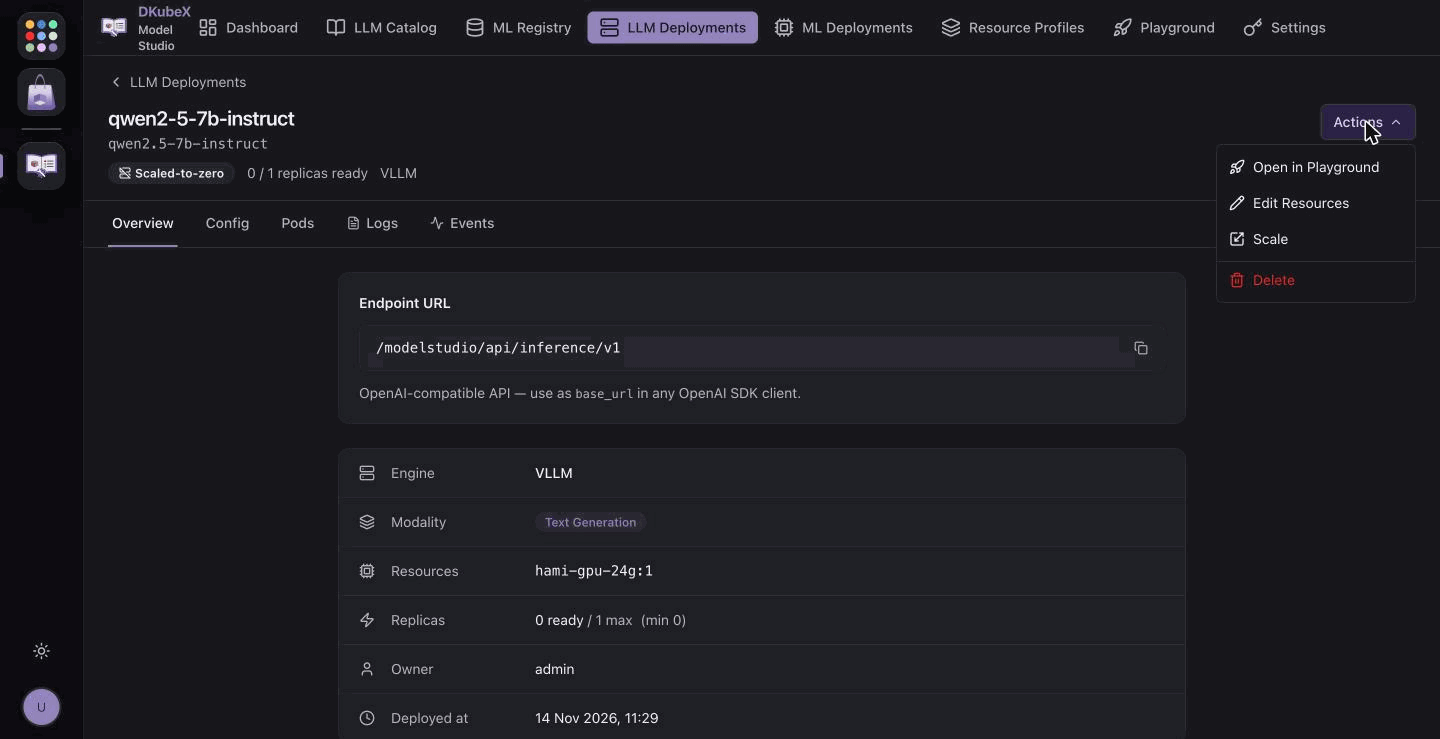 DKubeX
Model
Studio
Dashboard
LLM Catalog
ML Registry
LLM Deployments
ML Deployments
Resource Profiles
Playground
Settings
LLM Deployments
qwen2-5-7b-instruct
qwen2.5-7b-instruct
Scaled-to-zero 0 / 1 replicas ready VLLM
Actions
Open in Playground
Edit Resources
Scale
Delete
Overview Config Pods Logs Events
Endpoint URL
/modelstudio/api/inference/v1
OpenAI-compatible API — use as base_url in any OpenAI SDK client.
Engine VLLM
Modality Text Generation
Resources hami-gpu-24g:1
Replicas 0 ready / 1 max (min 0)
Owner admin
Deployed at 14 Nov 2026, 11:29
U